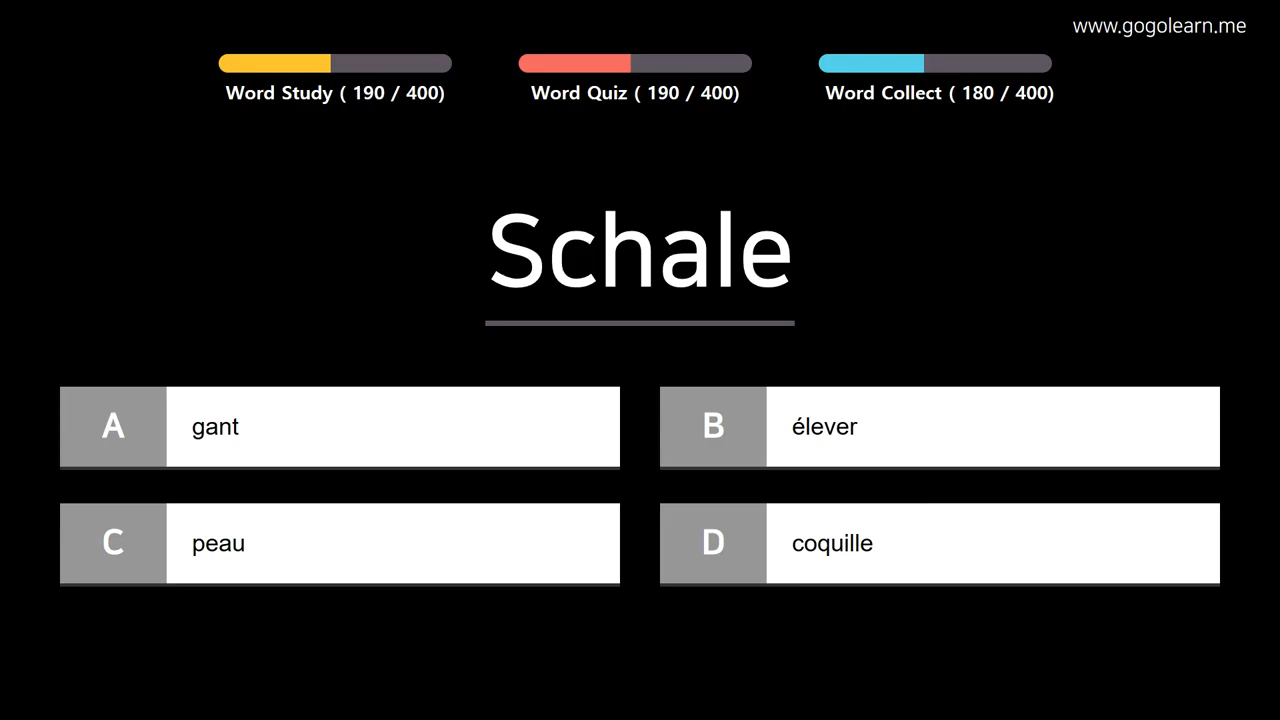 www.gogolearn.me
Word Study ( 190 / 400)
Word Quiz ( 190 / 400)
Word Collect ( 180 / 400)
Schale
A gant
B élever
C peau
D coquille